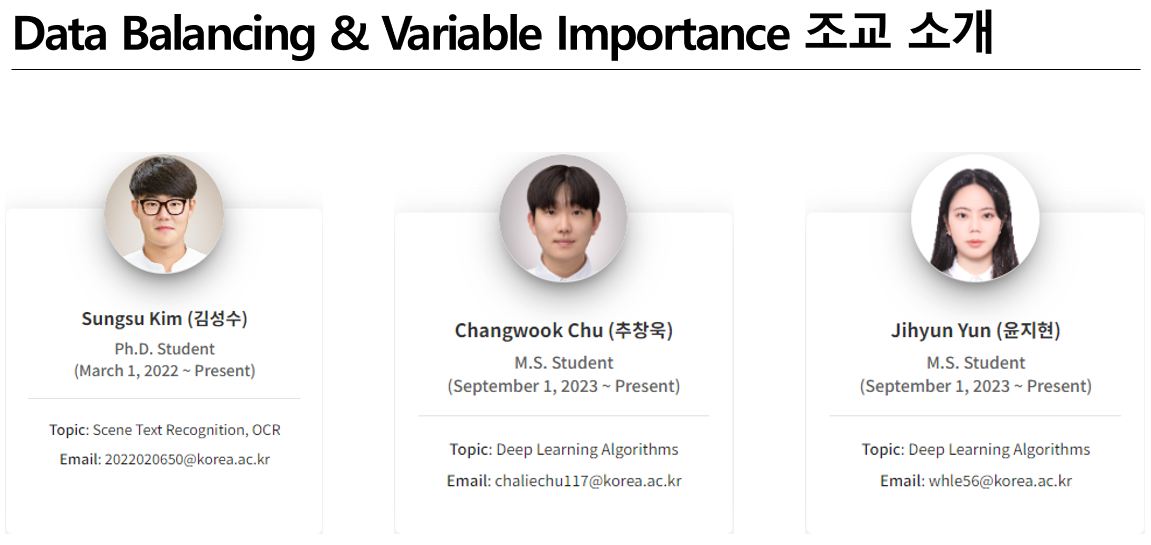 Data Balancing & Variable Importance 조교 소개
Sungsu Kim (김성수)
Ph.D. Student
(March 1, 2022 ~ Present)
Topic: Scene Text Recognition, OCR
Email: 2022020650@korea.ac.kr
Changwook Chu (추창욱)
M.S. Student
(September 1, 2023 ~ Present)
Topic: Deep Learning Algorithms
Email: chaliechu117@korea.ac.kr
Jihyun Yun (윤지현)
M.S. Student
(September 1, 2023 ~ Present)
Topic: Deep Learning Algorithms
Email: whle56@korea.ac.kr